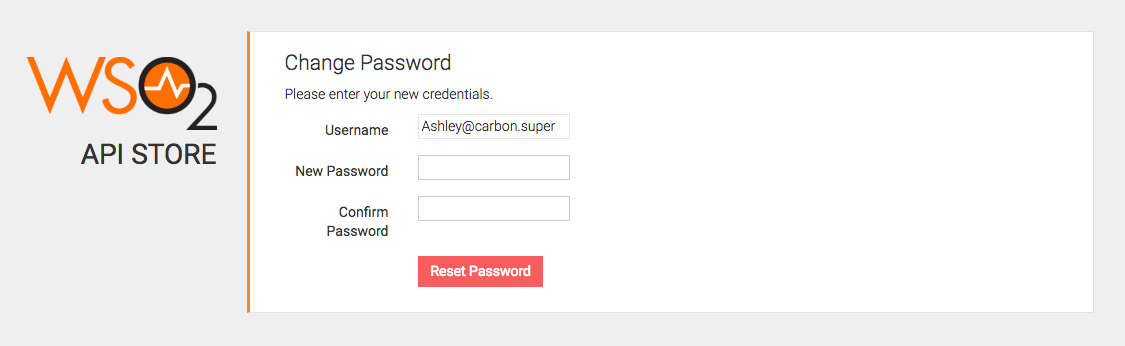 WSO2
API STORE
Change Password
Please enter your new credentials.
Username
Ashley@carbon.super
New Password
Confirm
Password
Reset Password